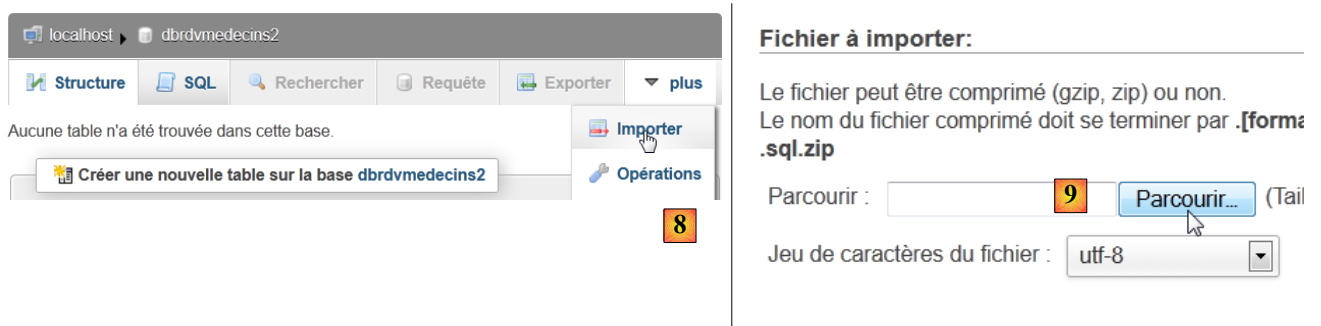 localhost dbrdvmedecins2
Structure SQL Rechercher Requête Exporter plus
Aucune table n'a été trouvée dans cette base.
Importer
Créer une nouvelle table sur la base dbrdvmedecins2
Opérations
8
Fichier à importer:
Le fichier peut être comprimé (gzip, zip) ou non.
Le nom du fichier comprimé doit se terminer par .[forma
.sql.zip
Parcourir : 9 Parcourir... (Tail
Jeu de caractères du fichier : utf-8